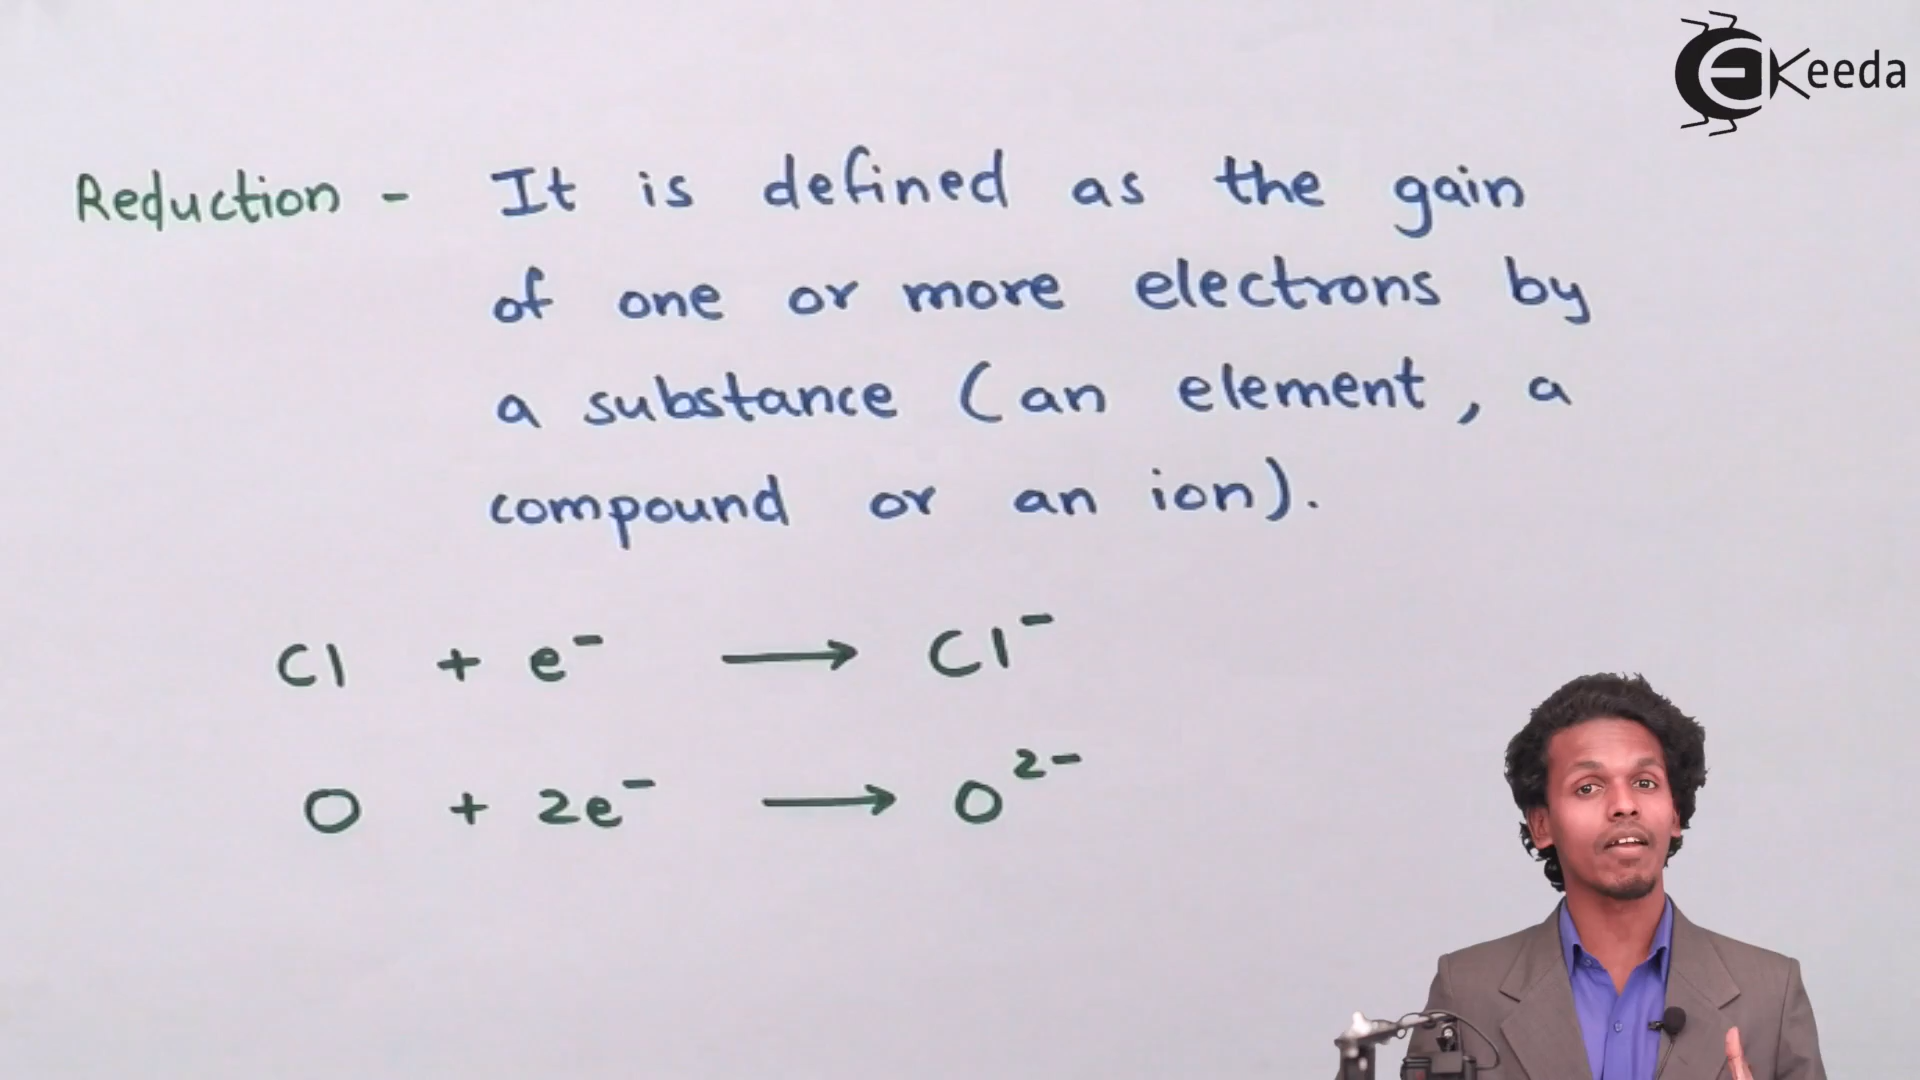 EKeeda
Reduction - It is defined as the gain
of one or more electrons by
a substance (an element, a
compound or an ion).
Cl + e⁻ ⟶ Cl⁻
O + 2e⁻ ⟶ O²⁻